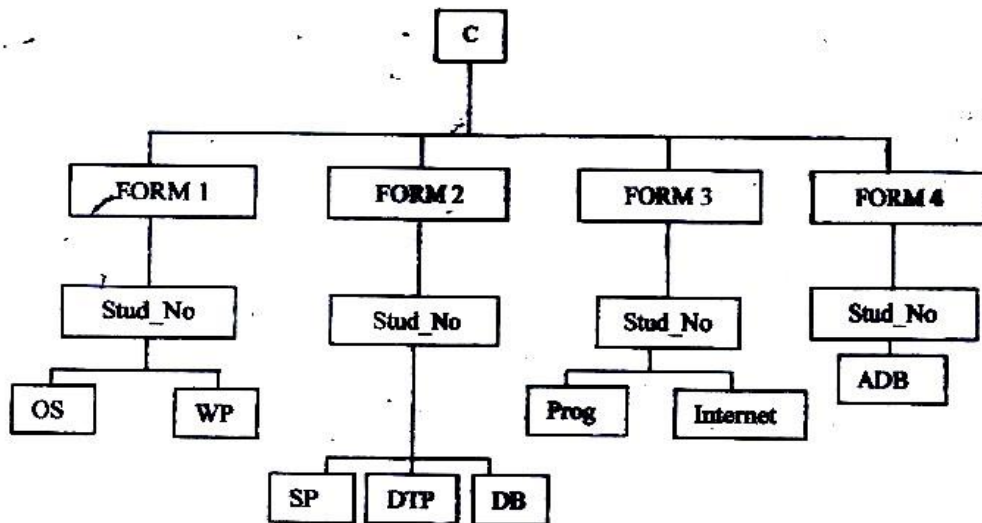 C
FORM 1
FORM 2
FORM 3
FORM 4
Stud_No
Stud_No
Stud_No
Stud_No
OS
WP
Prog
Internet
ADB
SP
DTP
DB